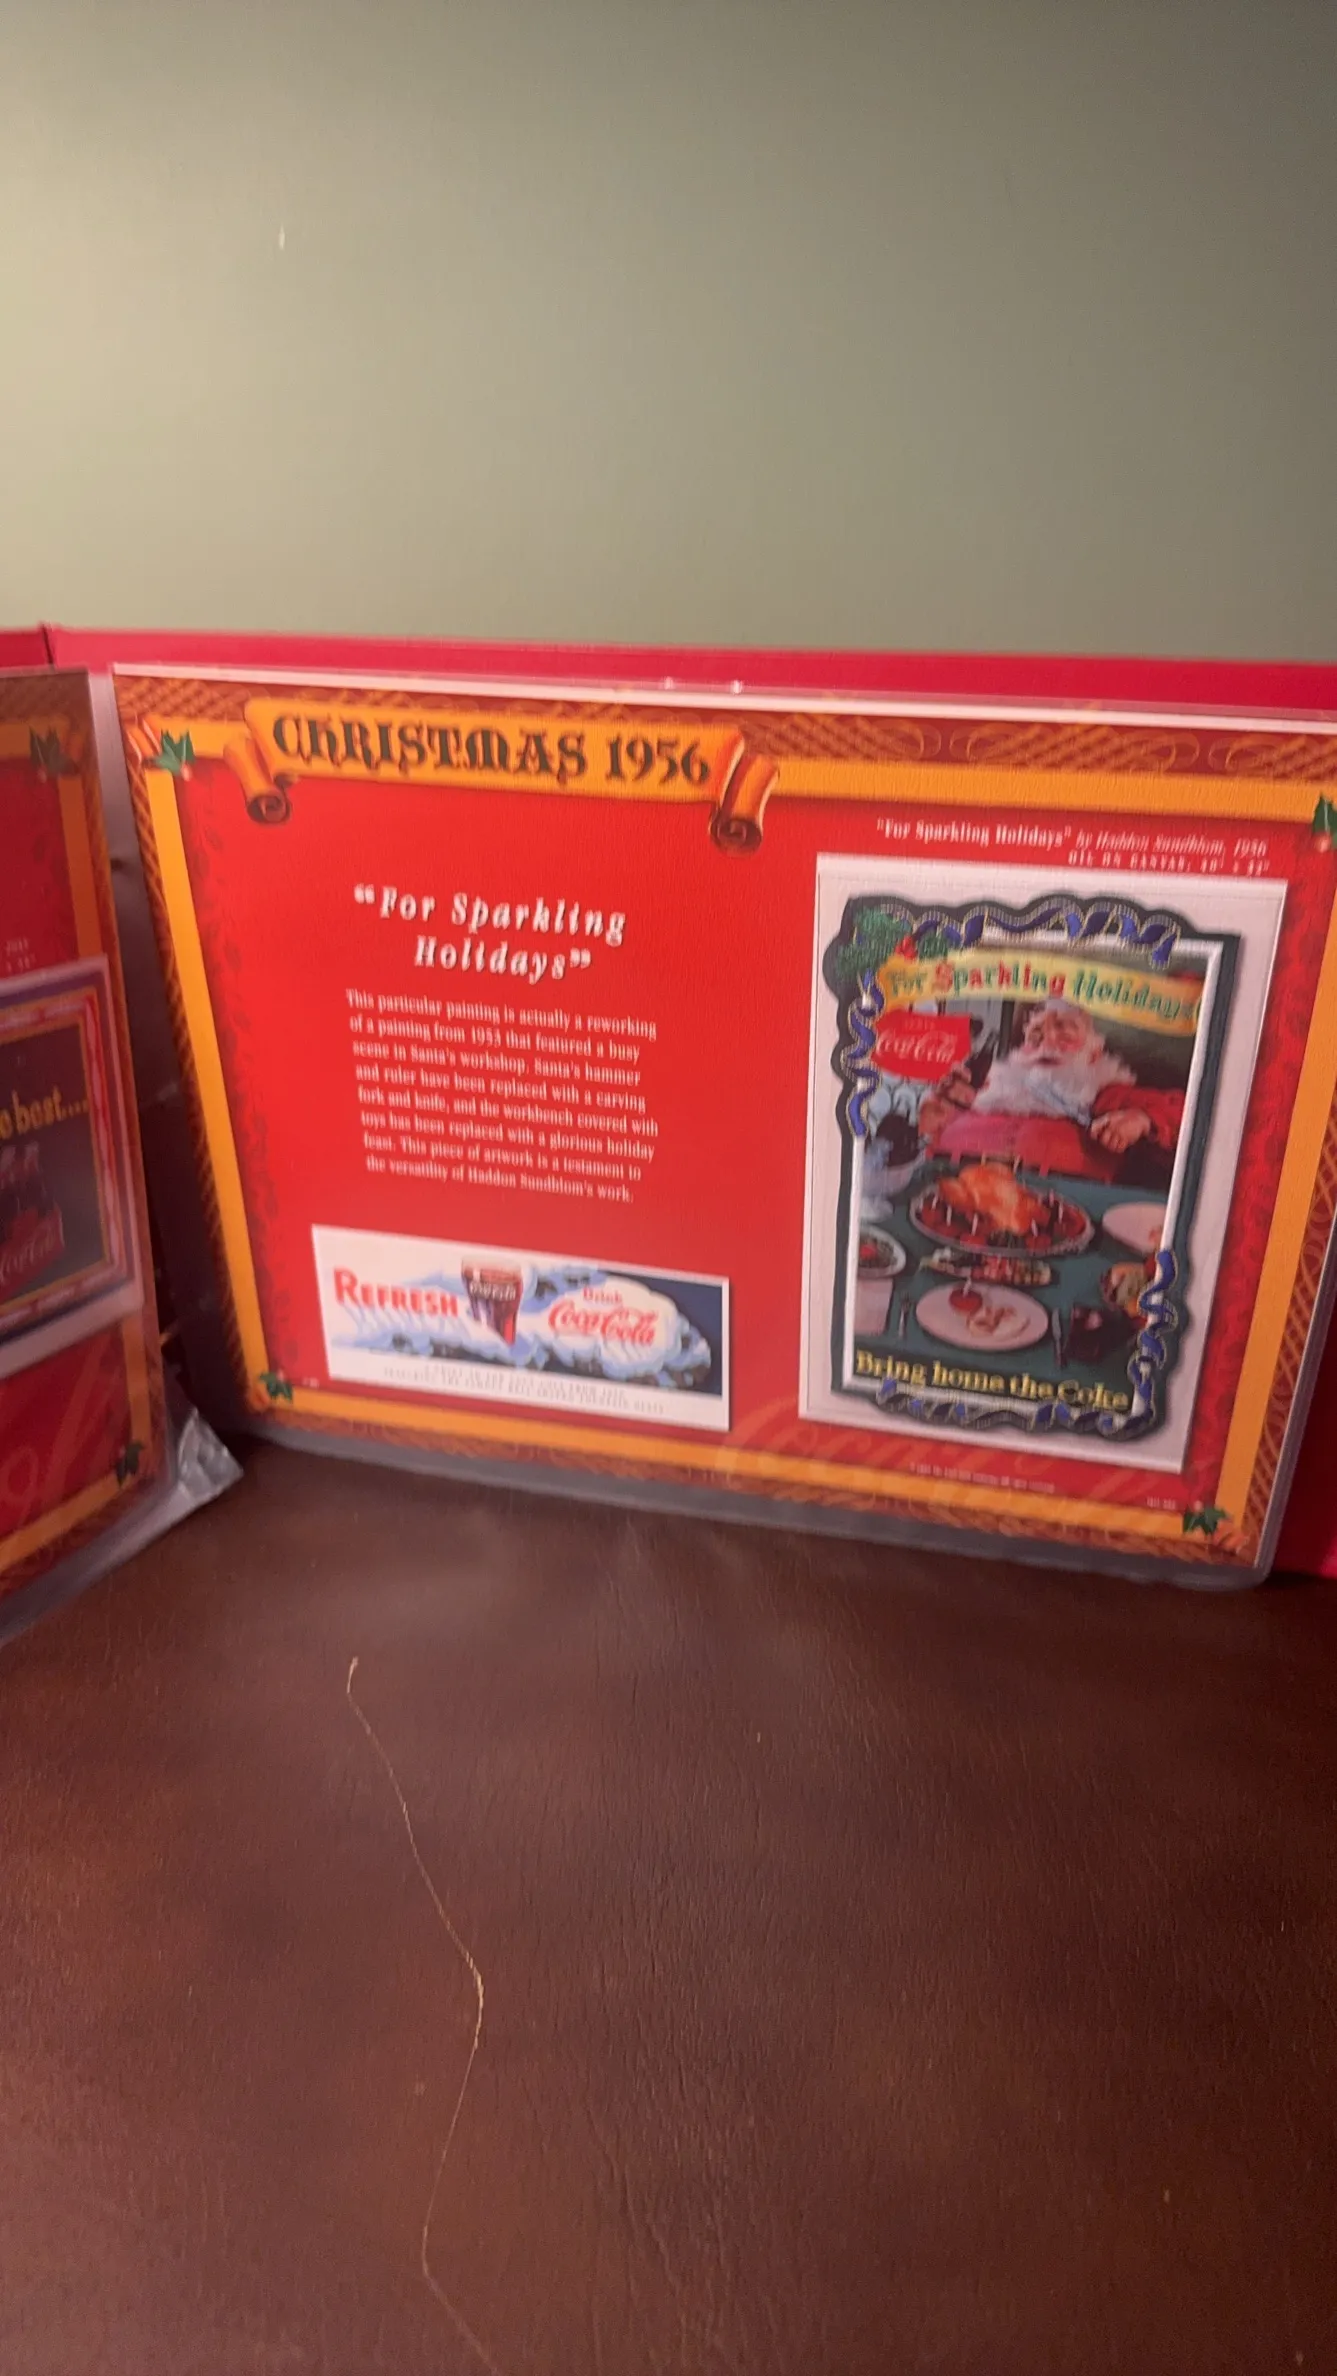 CHRISTMAS 1956
"For Sparkling Holidays" by Haddon Sundblom, 1956
OIL ON CANVAS,
"For Sparkling
Holidays"
This particular painting is actually a reworking
of a painting from 1953 that featured a busy
scene in Santa's workshop. Santa's hammer
and ruler have been replaced with a carving
fork and knife, and the workbench covered with
toys has been replaced with a glorious holiday
feast. This piece of artwork is a testament to
the versatility of Haddon Sundblom's work.
For Sparkling Holidays
Coca-Cola
Bring home the Coke
REFRESH
Drink
Coca-Cola
best....